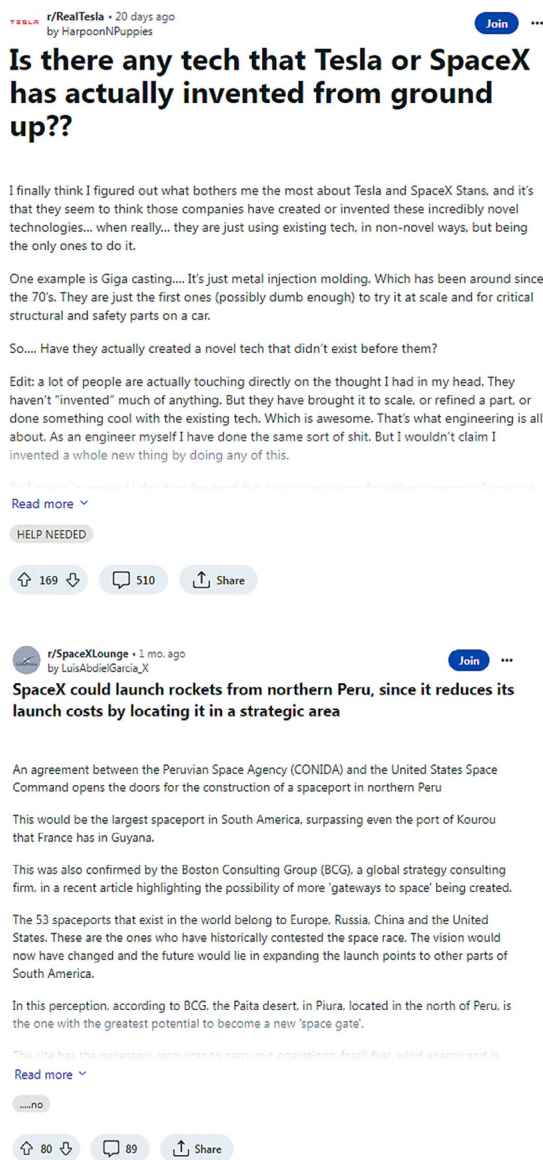 TESLA
r/RealTesla • 20 days ago
by HarpoonNPuppies
Join
...
Is there any tech that Tesla or SpaceX
has actually invented from ground
up??
I finally think I figured out what bothers me the most about Tesla and SpaceX Stans, and it's
that they seem to think those companies have created or invented these incredibly novel
technologies... when really... they are just using existing tech, in non-novel ways, but being
the only ones to do it.
One example is Giga casting.... It's just metal injection molding. Which has been around since
the 70's. They are just the first ones (possibly dumb enough) to try it at scale and for critical
structural and safety parts on a car.
So.... Have they actually created a novel tech that didn't exist before them?
Edit: a lot of people are actually touching directly on the thought I had in my head. They
haven't "invented" much of anything. But they have brought it to scale, or refined a part, or
done something cool with the existing tech. Which is awesome. That's what engineering is all
about. As an engineer myself I have done the same sort of shit. But I wouldn't claim I
invented a whole new thing by doing any of this.
Read more
HELP NEEDED
169
510
Share
r/SpaceXLounge • 1 mo. ago
by LuisAbdielGarcia_X
Join
...
SpaceX could launch rockets from northern Peru, since it reduces its
launch costs by locating it in a strategic area
An agreement between the Peruvian Space Agency (CONIDA) and the United States Space
Command opens the doors for the construction of a spaceport in northern Peru
This would be the largest spaceport in South America, surpassing even the port of Kourou
that France has in Guyana.
This was also confirmed by the Boston Consulting Group (BCG), a global strategy consulting
firm, in a recent article highlighting the possibility of more 'gateways to space' being created.
The 53 spaceports that exist in the world belong to Europe, Russia, China and the United
States. These are the ones who have historically contested the space race. The vision would
now have changed and the future would lie in expanding the launch points to other parts of
South America.
In this perception, according to BCG, the Paita desert, in Piura, located in the north of Peru, is
the one with the greatest potential to become a new 'space gate'.
The site has the necessary resources to carry out operations: fossil fuel, wind energy and is
Read more
.....no
80
89
Share